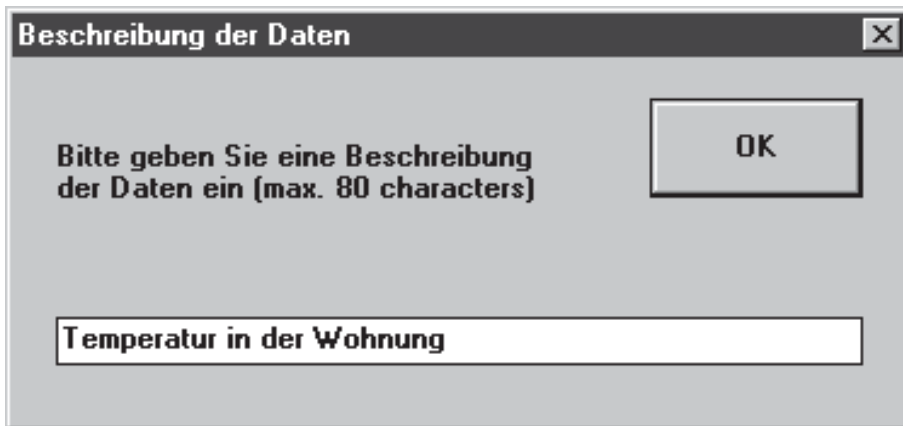 Beschreibung der Daten
Bitte geben Sie eine Beschreibung
der Daten ein (max. 80 characters)
OK
Temperatur in der Wohnung